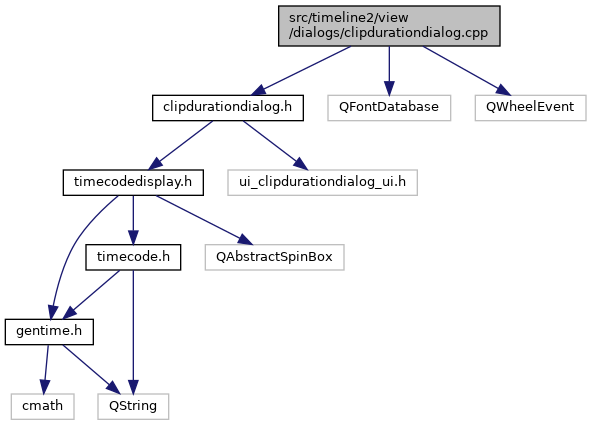 src/timeline2/view
/dialogs/clipdurationdialog.cpp
clipdurationdialog.h
QFontDatabase
QWheelEvent
timecodedisplay.h
ui_clipdurationdialog_ui.h
timecode.h
QAbstractSpinBox
gentime.h
cmath
QString